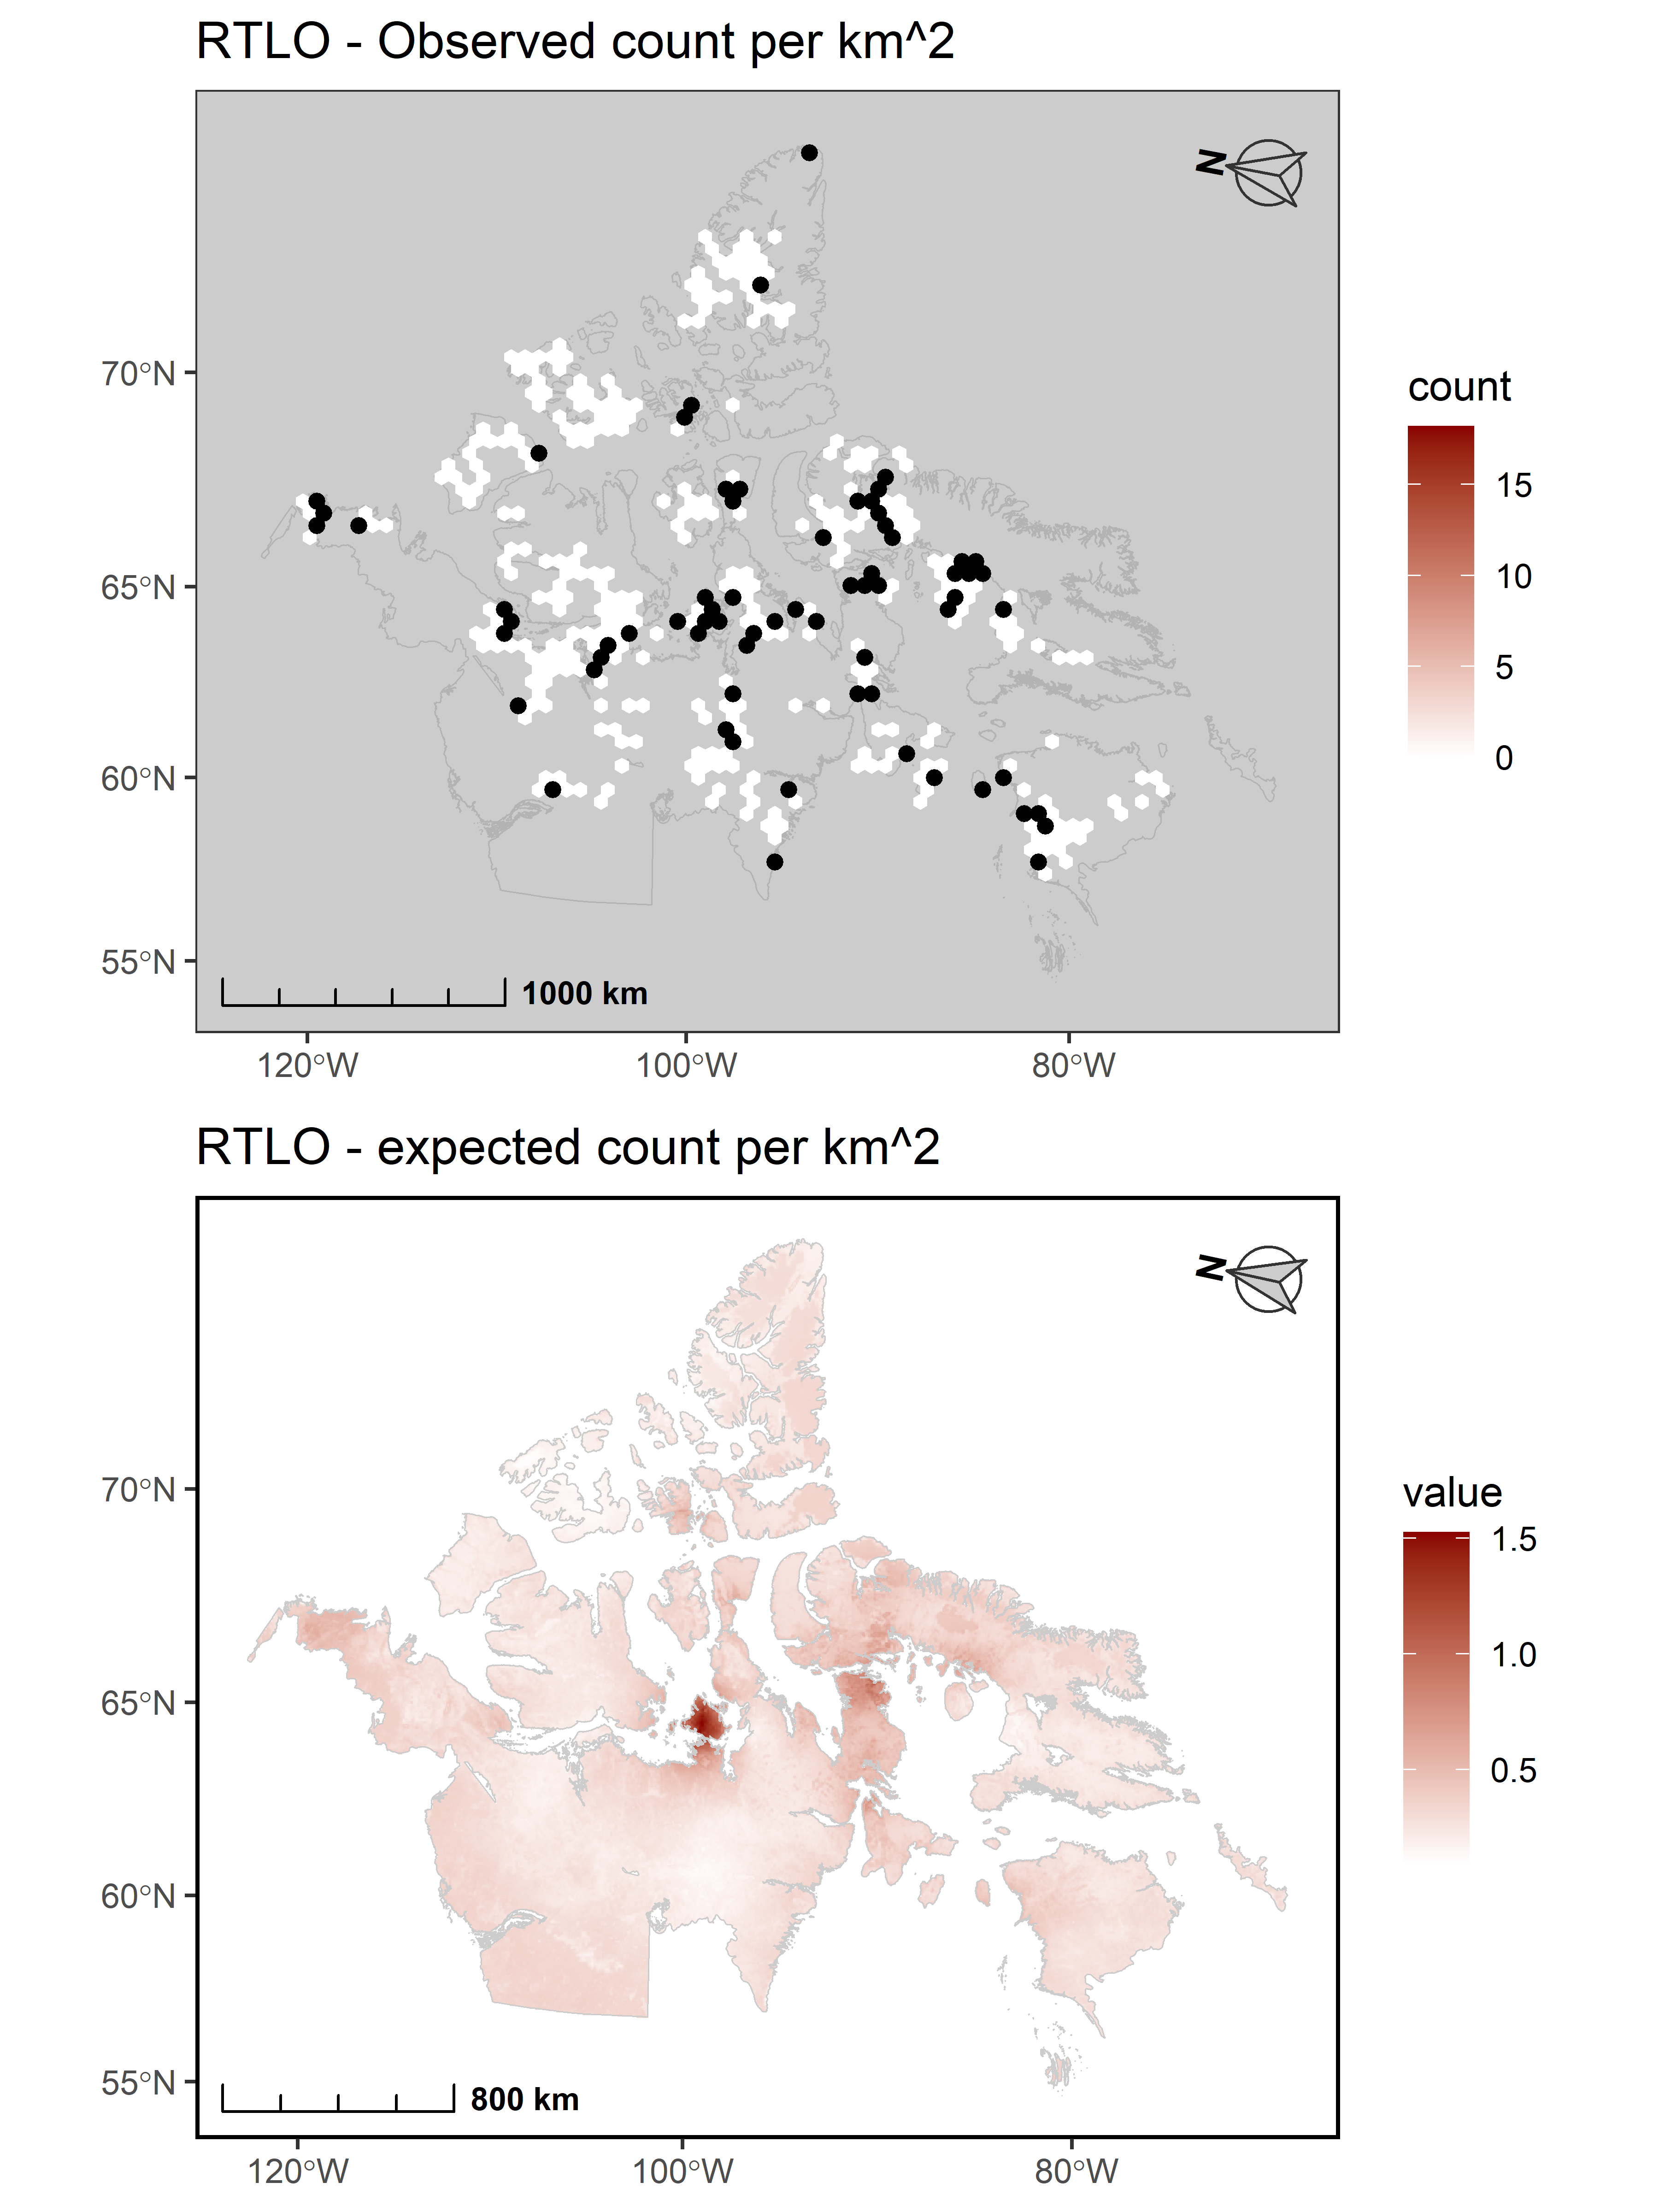 RTLO - Observed count per km^2
N
70°N
65°N
60°N
55°N
1000 km
120°W 100°W 80°W
count
15
10
5
0
RTLO - expected count per km^2
N
70°N
65°N
60°N
55°N
800 km
120°W 100°W 80°W
value
1.5
1.0
0.5